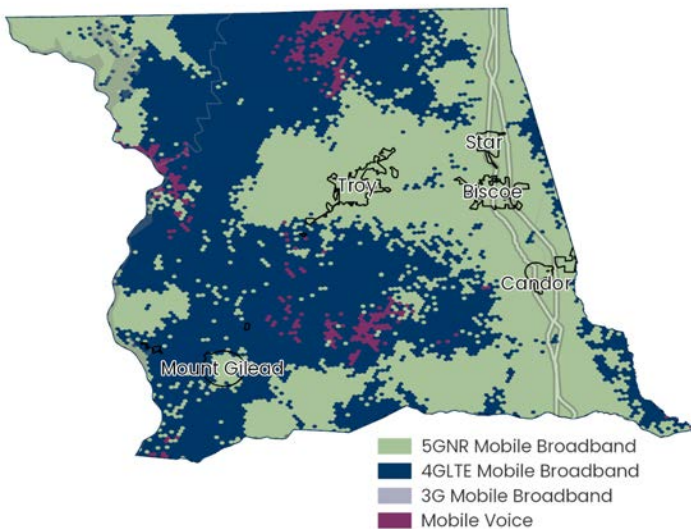 Star
Troy
Biscoe
Candor
Mount Gilead
5GNR Mobile Broadband
4GLTE Mobile Broadband
3G Mobile Broadband
Mobile Voice